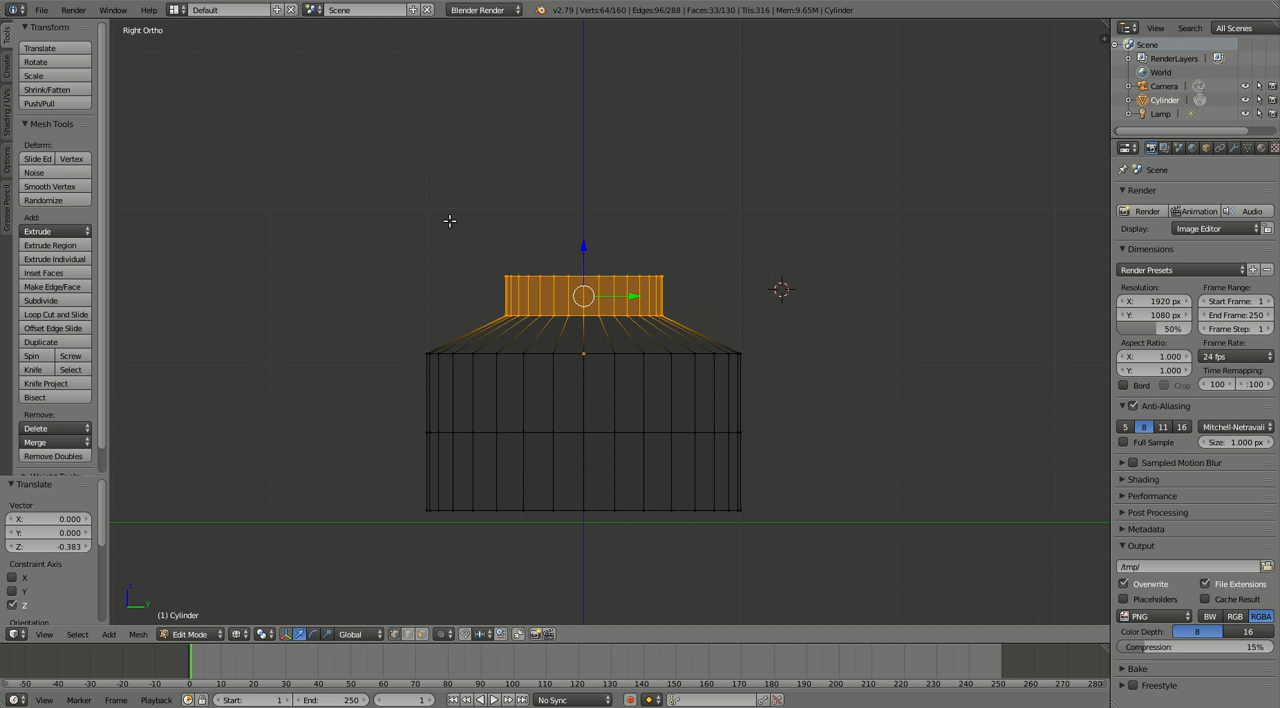 File Render Window Help Default Scene Blender Render v2.79 | Verts:64/160 | Edges:96/288 | Faces:33/130 | Tris:316 | Mem:9.65M | Cylinder
Tools
Create
Shading / UVs
Options
Grease Pencil
Transform
Translate
Rotate
Scale
Shrink/Fatten
Push/Pull
Mesh Tools
Deform:
Slide Ed Vertex
Noise
Smooth Vertex
Randomize
Add:
Extrude
Extrude Region
Extrude Individual
Inset Faces
Make Edge/Face
Subdivide
Loop Cut and Slide
Offset Edge Slide
Duplicate
Spin Screw
Knife Select
Knife Project
Bisect
Remove:
Delete
Merge
Remove Doubles
Translate
Vector
X: 0.000
Y: 0.000
Z: -0.383
Constraint Axis
X
Y
Z
Right Ortho
z
y
(1) Cylinder
View Search All Scenes
Scene
RenderLayers
World
Camera
Cylinder
Lamp
Scene
Render
Render Animation Audio
Display: Image Editor
Dimensions
Render Presets
Resolution: Frame Range:
X: 1920 px Start Frame: 1
Y: 1080 px End Frame: 250
50% Frame Step: 1
Aspect Ratio: Frame Rate:
X: 1.000 24 fps
Y: 1.000 Time Remapping:
Bord Crop 100 :100
Anti-Aliasing
5 8 11 16 Mitchell-Netravali
Full Sample Size: 1.000 px
Sampled Motion Blur
Shading
Performance
Post Processing
Metadata
Output
/tmp/
Overwrite File Extensions
Placeholders Cache Result
PNG BW RGB RGBA
Color Depth: 8 16
Compression: 15%
Bake
Freestyle
View Select Add Mesh Edit Mode Global
-50 -40 -30 -20 -10 0 10 20 30 40 50 60 70 80 90 100 110 120 130 140 150 160 170 180 190 200 210 220 230 240 250 260 270 280
View Marker Frame Playback Start: 1 End: 250 1 No Sync